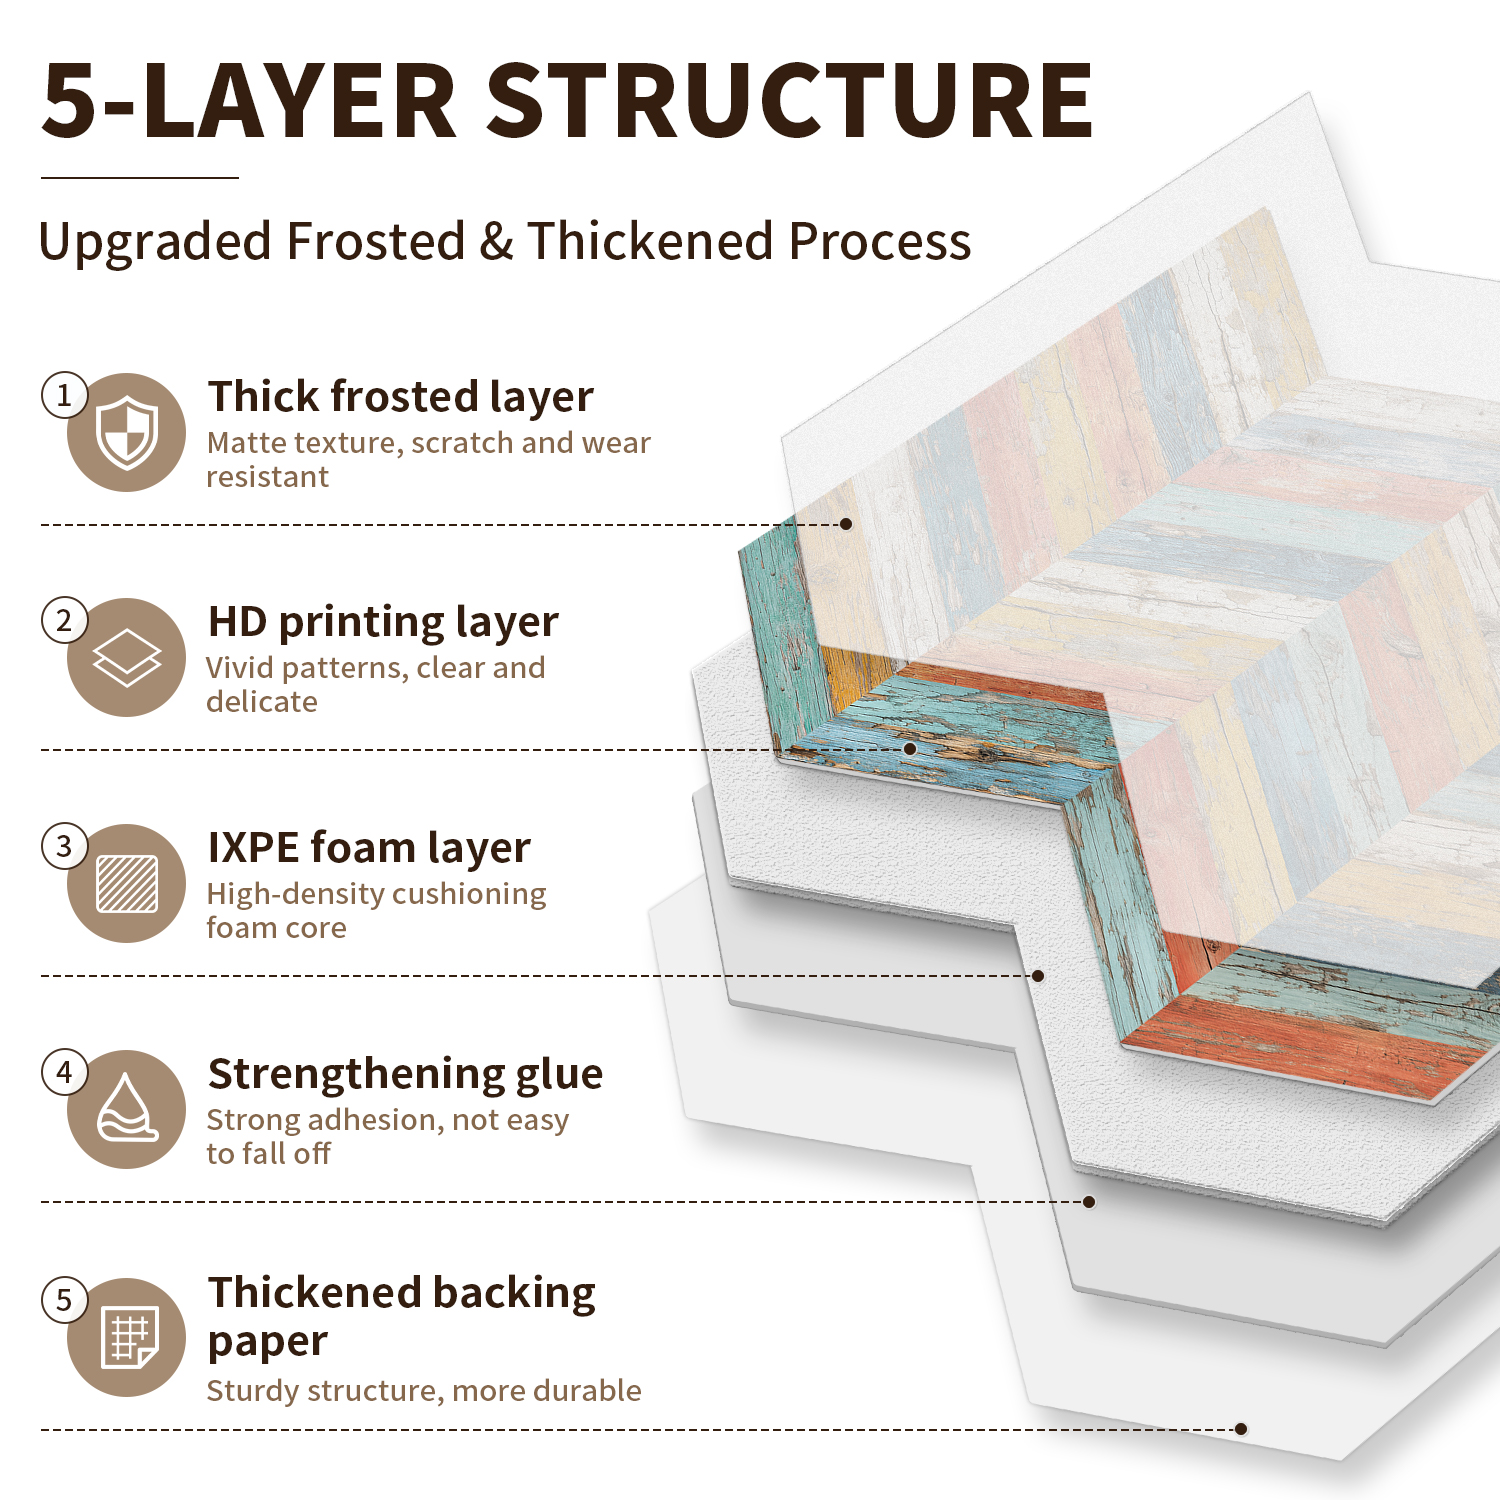 5-LAYER STRUCTURE
Upgraded Frosted & Thickened Process
1
Thick frosted layer
Matte texture, scratch and wear
resistant
2
HD printing layer
Vivid patterns, clear and
delicate
3
IXPE foam layer
High-density cushioning
foam core
4
Strengthening glue
Strong adhesion, not easy
to fall off
5
Thickened backing
paper
Sturdy structure, more durable